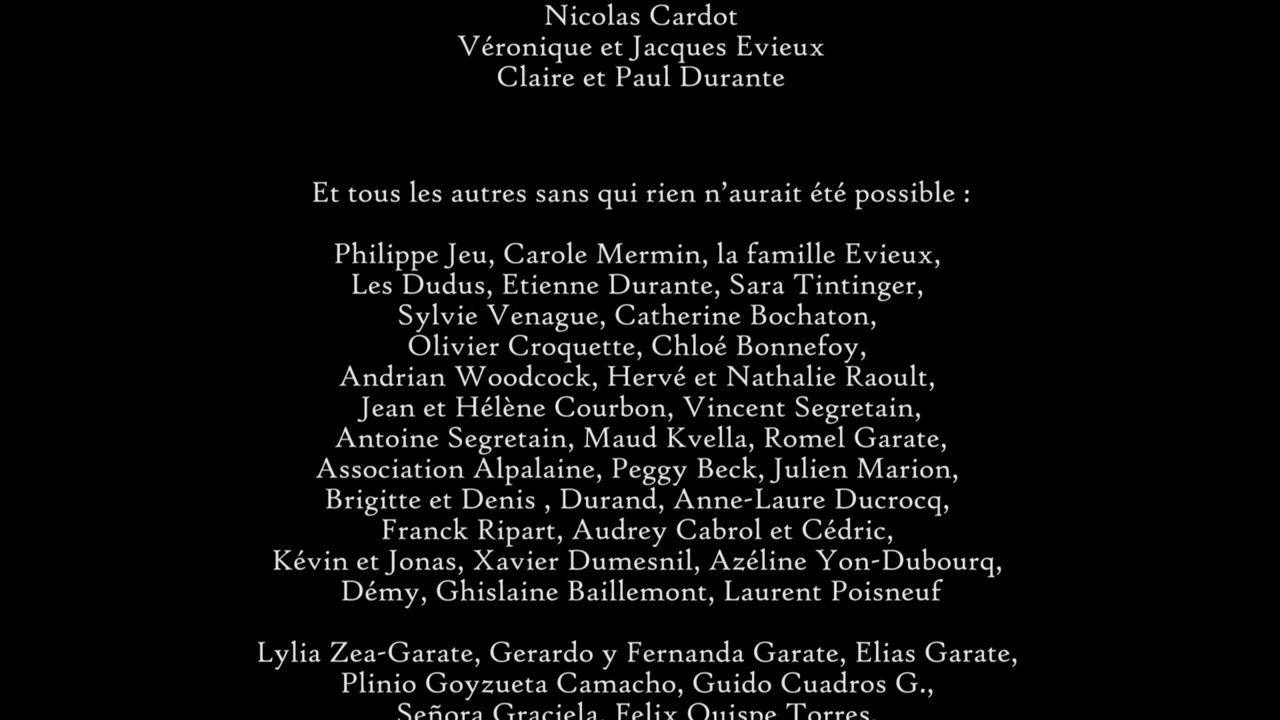 Nicolas Cardot
Véronique et Jacques Evieux
Claire et Paul Durante
Et tous les autres sans qui rien n’aurait été possible :
Philippe Jeu, Carole Mermin, la famille Evieux,
Les Dudus, Etienne Durante, Sara Tintinger,
Sylvie Venague, Catherine Bochaton,
Olivier Croquette, Chloé Bonnefoy,
Andrian Woodcock, Hervé et Nathalie Raoult,
Jean et Hélène Courbon, Vincent Segretain,
Antoine Segretain, Maud Kvella, Romel Garate,
Association Alpalaine, Peggy Beck, Julien Marion,
Brigitte et Denis , Durand, Anne-Laure Ducrocq,
Franck Ripart, Audrey Cabrol et Cédric,
Kévin et Jonas, Xavier Dumesnil, Azéline Yon-Dubourq,
Démy, Ghislaine Baillemont, Laurent Poisneuf
Lylia Zea-Garate, Gerardo y Fernanda Garate, Elias Garate,
Plinio Goyzueta Camacho, Guido Cuadros G.,
Señora Graciela, Felix Quispe Torres,